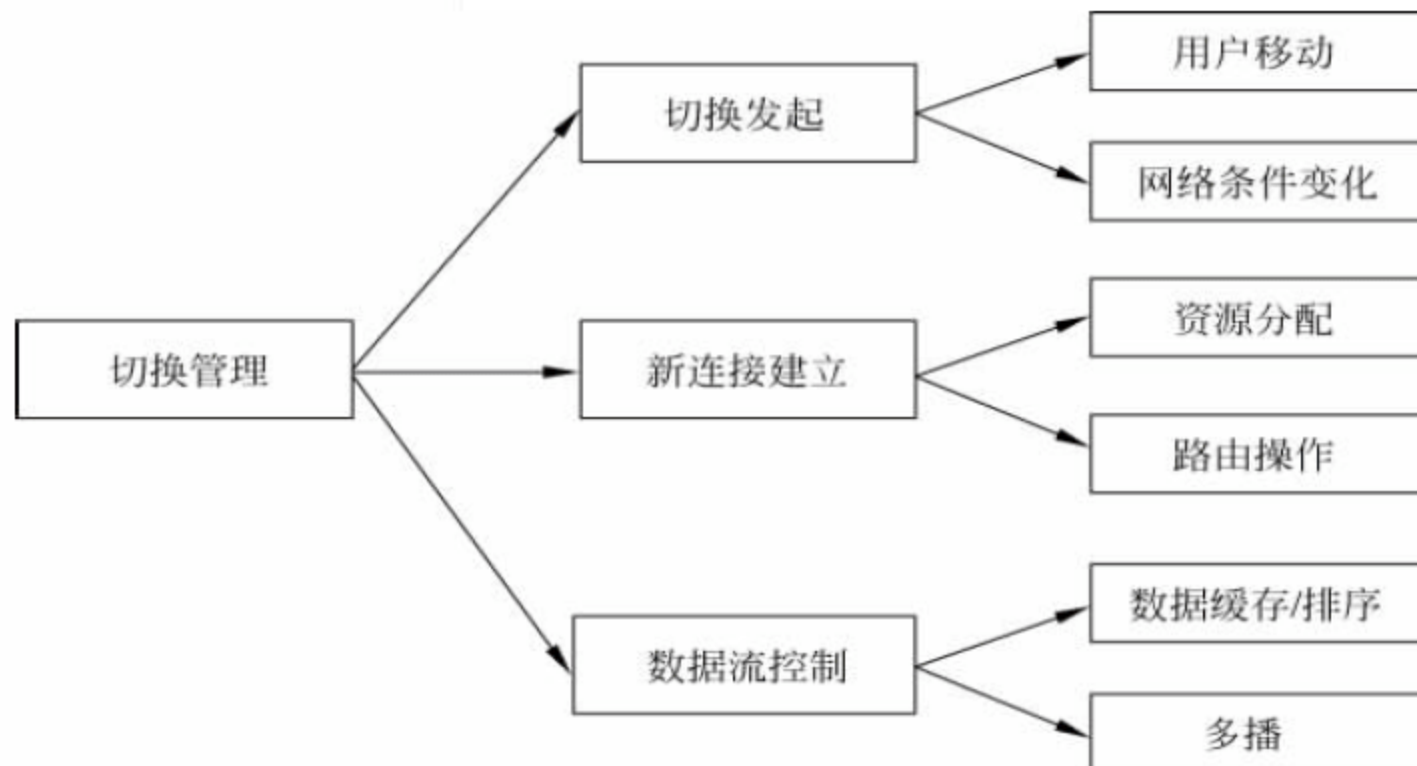 用户移动
切换发起
网络条件变化
资源分配
切换管理
新连接建立
路由操作
数据缓存/排序
数据流控制
多播